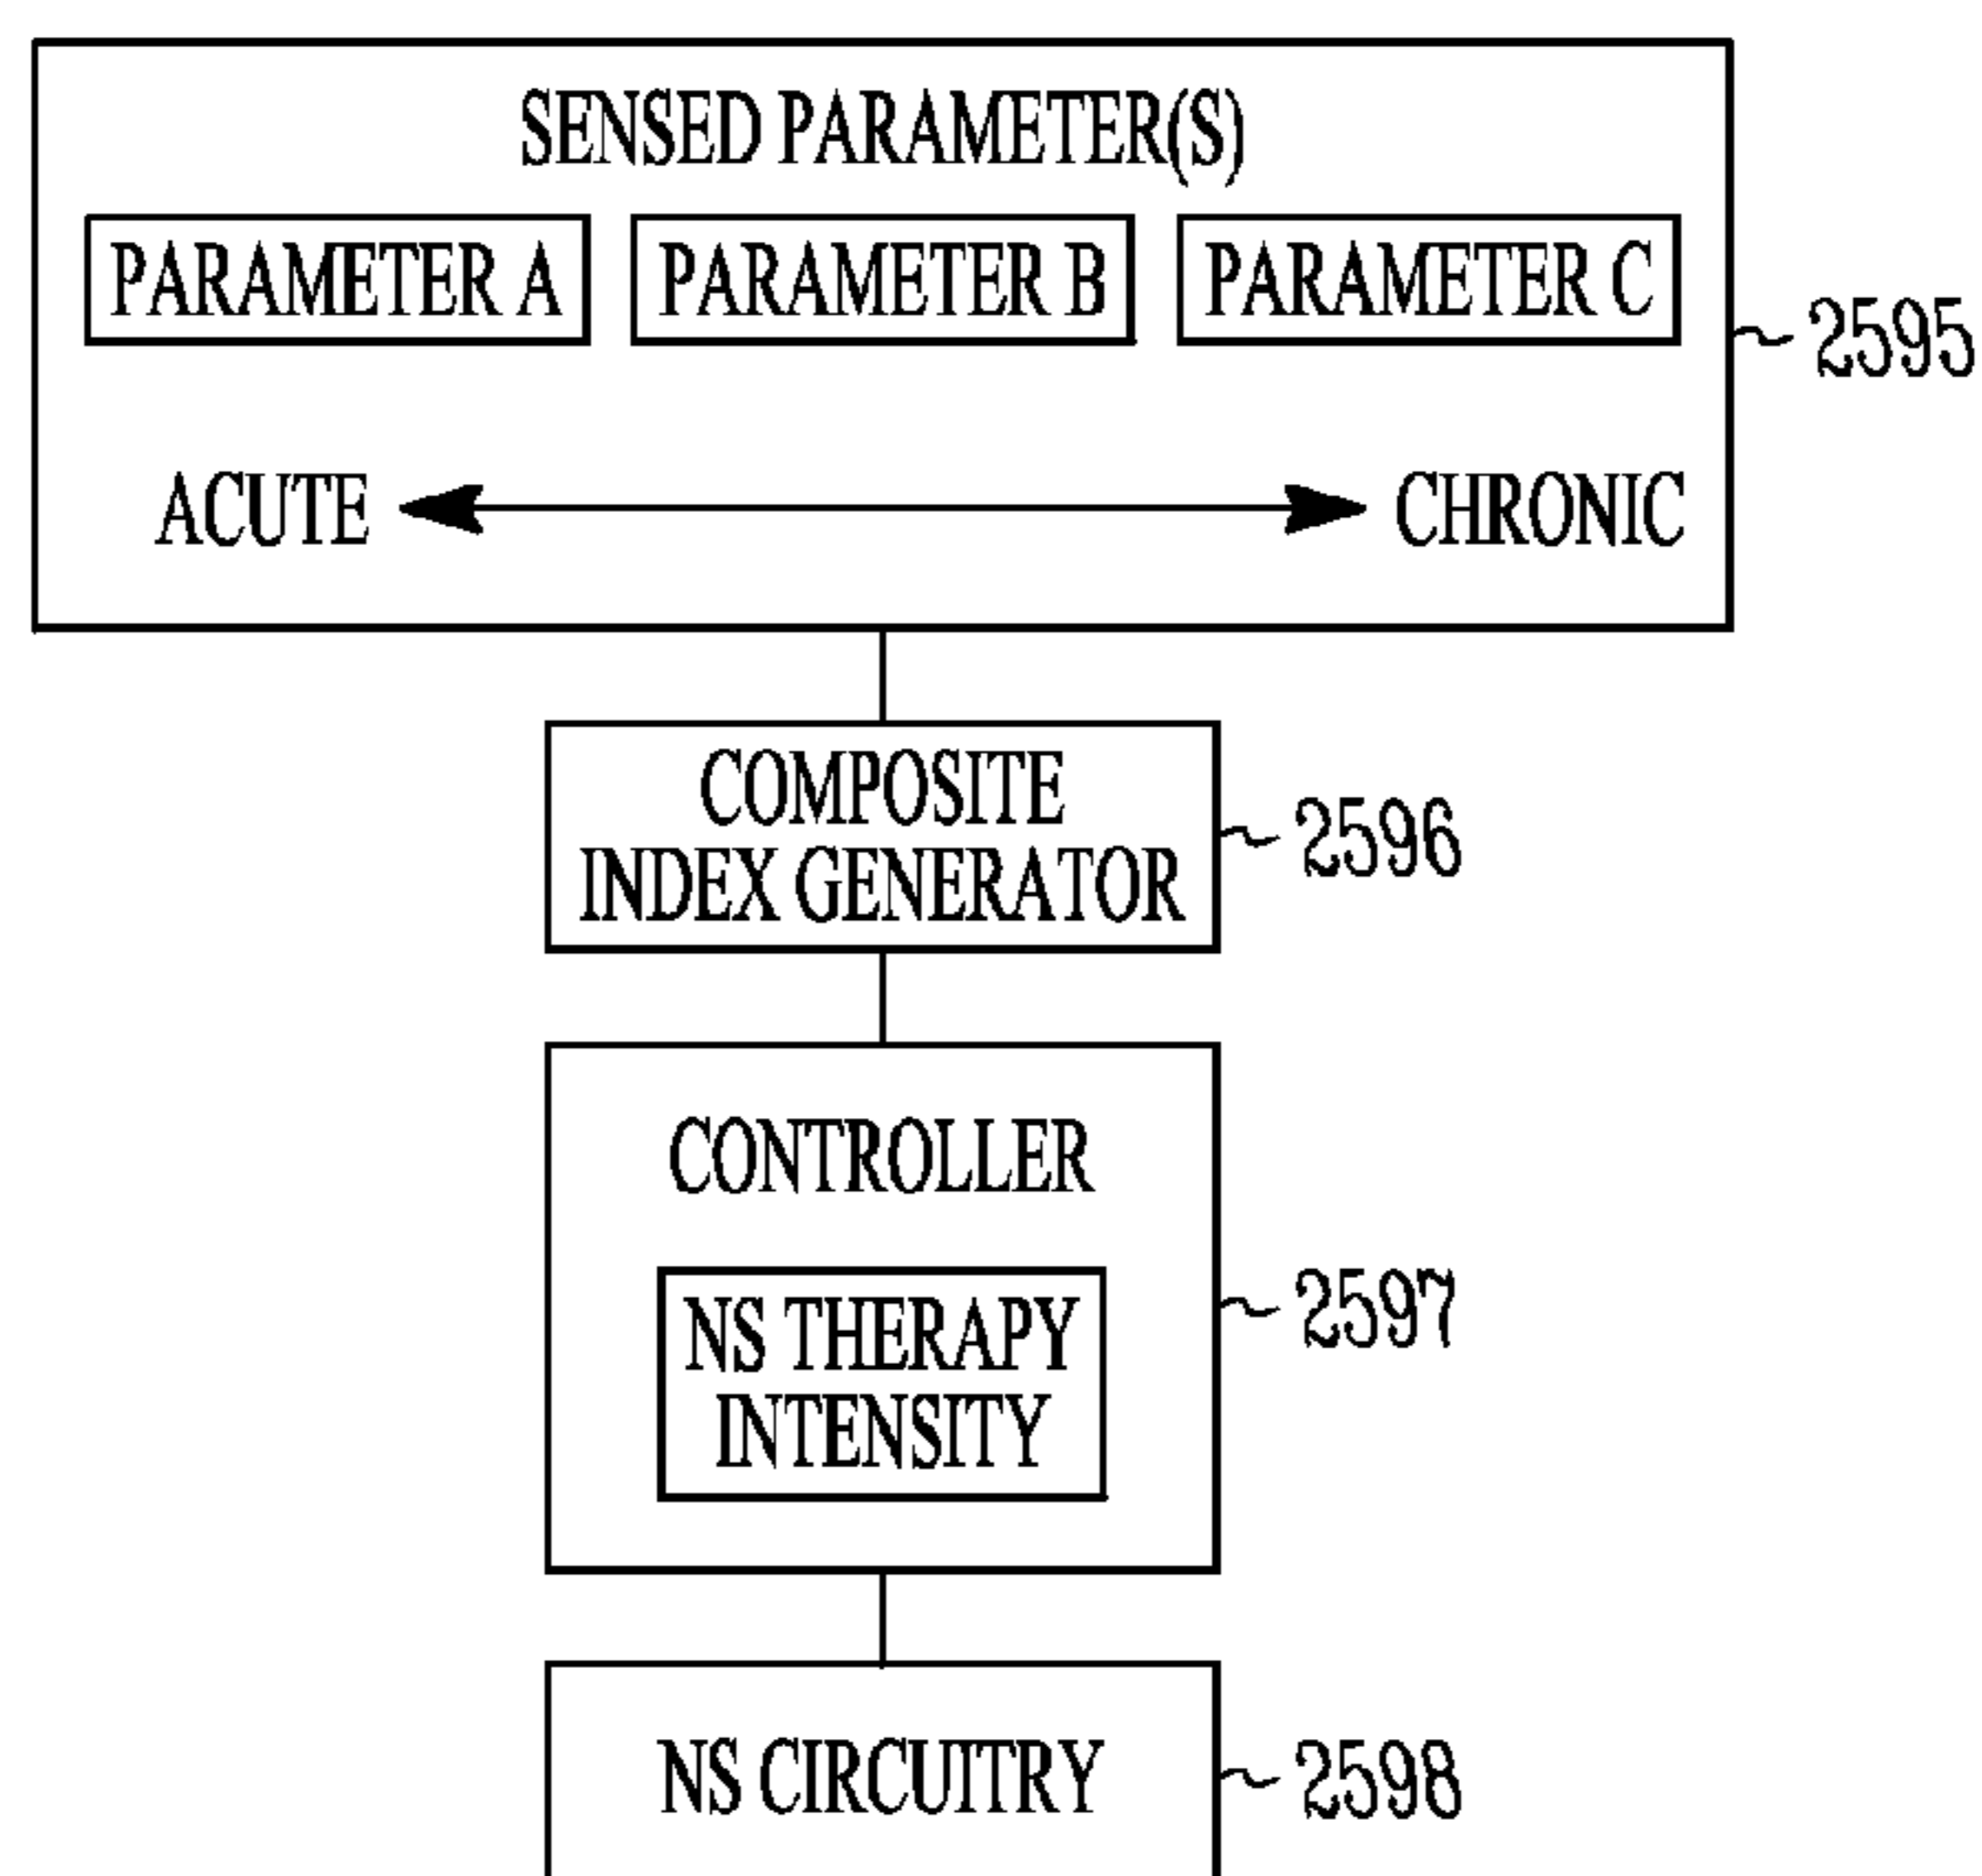 SENSED PARAMETER(S)
PARAMETER A
PARAMETER B
PARAMETER C
2595
ACUTE
CHRONIC
COMPOSITE
INDEX GENERATOR
2596
CONTROLLER
NS THERAPY
INTENSITY
2597
NS CIRCUITRY
2598